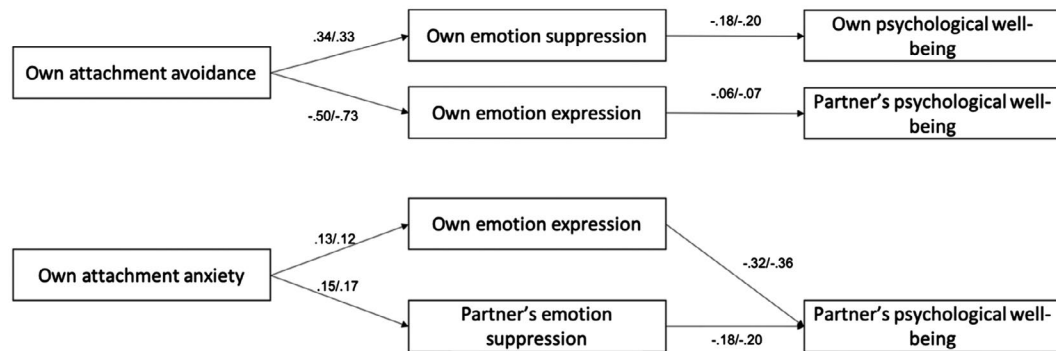 Own attachment avoidance
.34/.33
-.50/-.73
Own emotion suppression
-.18/-.20
Own psychological well-
being
Own emotion expression
-.06/-.07
Partner's psychological well-
being
Own attachment anxiety
.13/.12
.15/.17
Own emotion expression
-.32/-.36
Partner's emotion
suppression
-.18/-.20
Partner's psychological well-
being